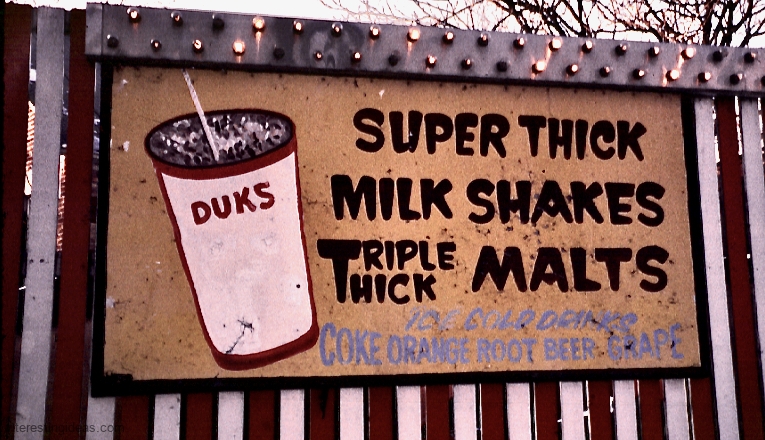 DUKS
SUPER THICK
MILK SHAKES
TRIPLE THICK MALTS
ICE COLD DRINKS
COKE ORANGE ROOT BEER GRAPE